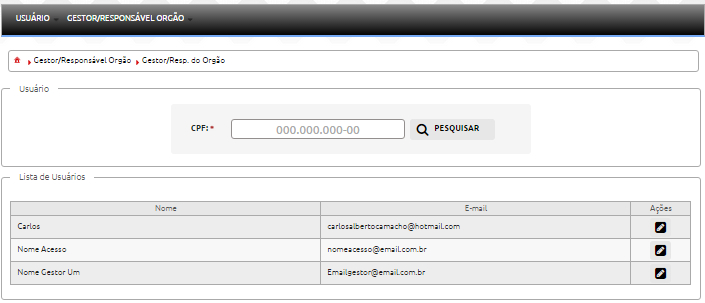 USUÁRIO GESTOR/RESPONSÁVEL ORGÃO
Gestor/Responsável Orgão Gestor/Resp. do Orgão
Usuário
CPF:* 000.000.000-00 PESQUISAR
Lista de Usuários
Nome E-mail Ações
Carlos carlosalbertocamacho@hotmail.com
Nome Acesso nomeacesso@email.com.br
Nome Gestor Um Emailgestor@email.com.br